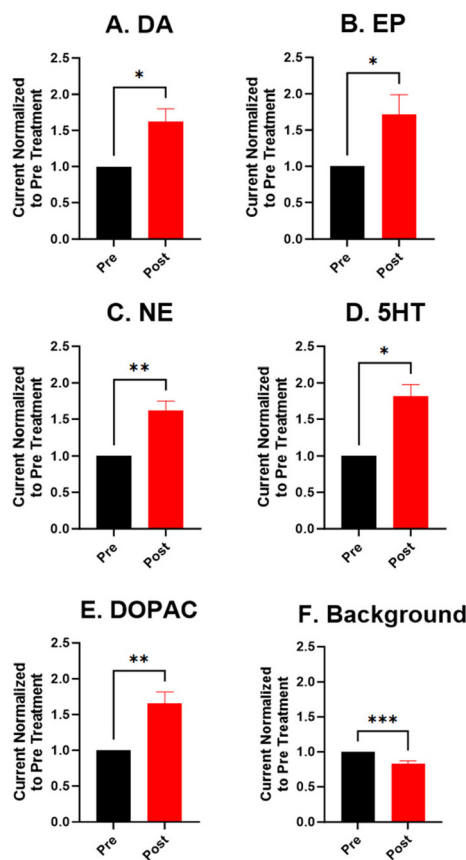 A. DA
Current Normalized
to Pre Treatment
2.5
2.0
1.5
1.0
0.5
0.0
*
Pre
Post
B. EP
Current Normalized
to Pre Treatment
2.5
2.0
1.5
1.0
0.5
0.0
*
Pre
Post
C. NE
Current Normalized
to Pre Treatment
2.5
2.0
1.5
1.0
0.5
0.0
**
Pre
Post
D. 5HT
Current Normalized
to Pre Treatment
2.5
2.0
1.5
1.0
0.5
0.0
*
Pre
Post
E. DOPAC
Current Normalized
to Pre Treatment
2.5
2.0
1.5
1.0
0.5
0.0
**
Pre
Post
F. Background
Current Normalized
to Pre Treatment
2.5
2.0
1.5
1.0
0.5
0.0
***
Pre
Post